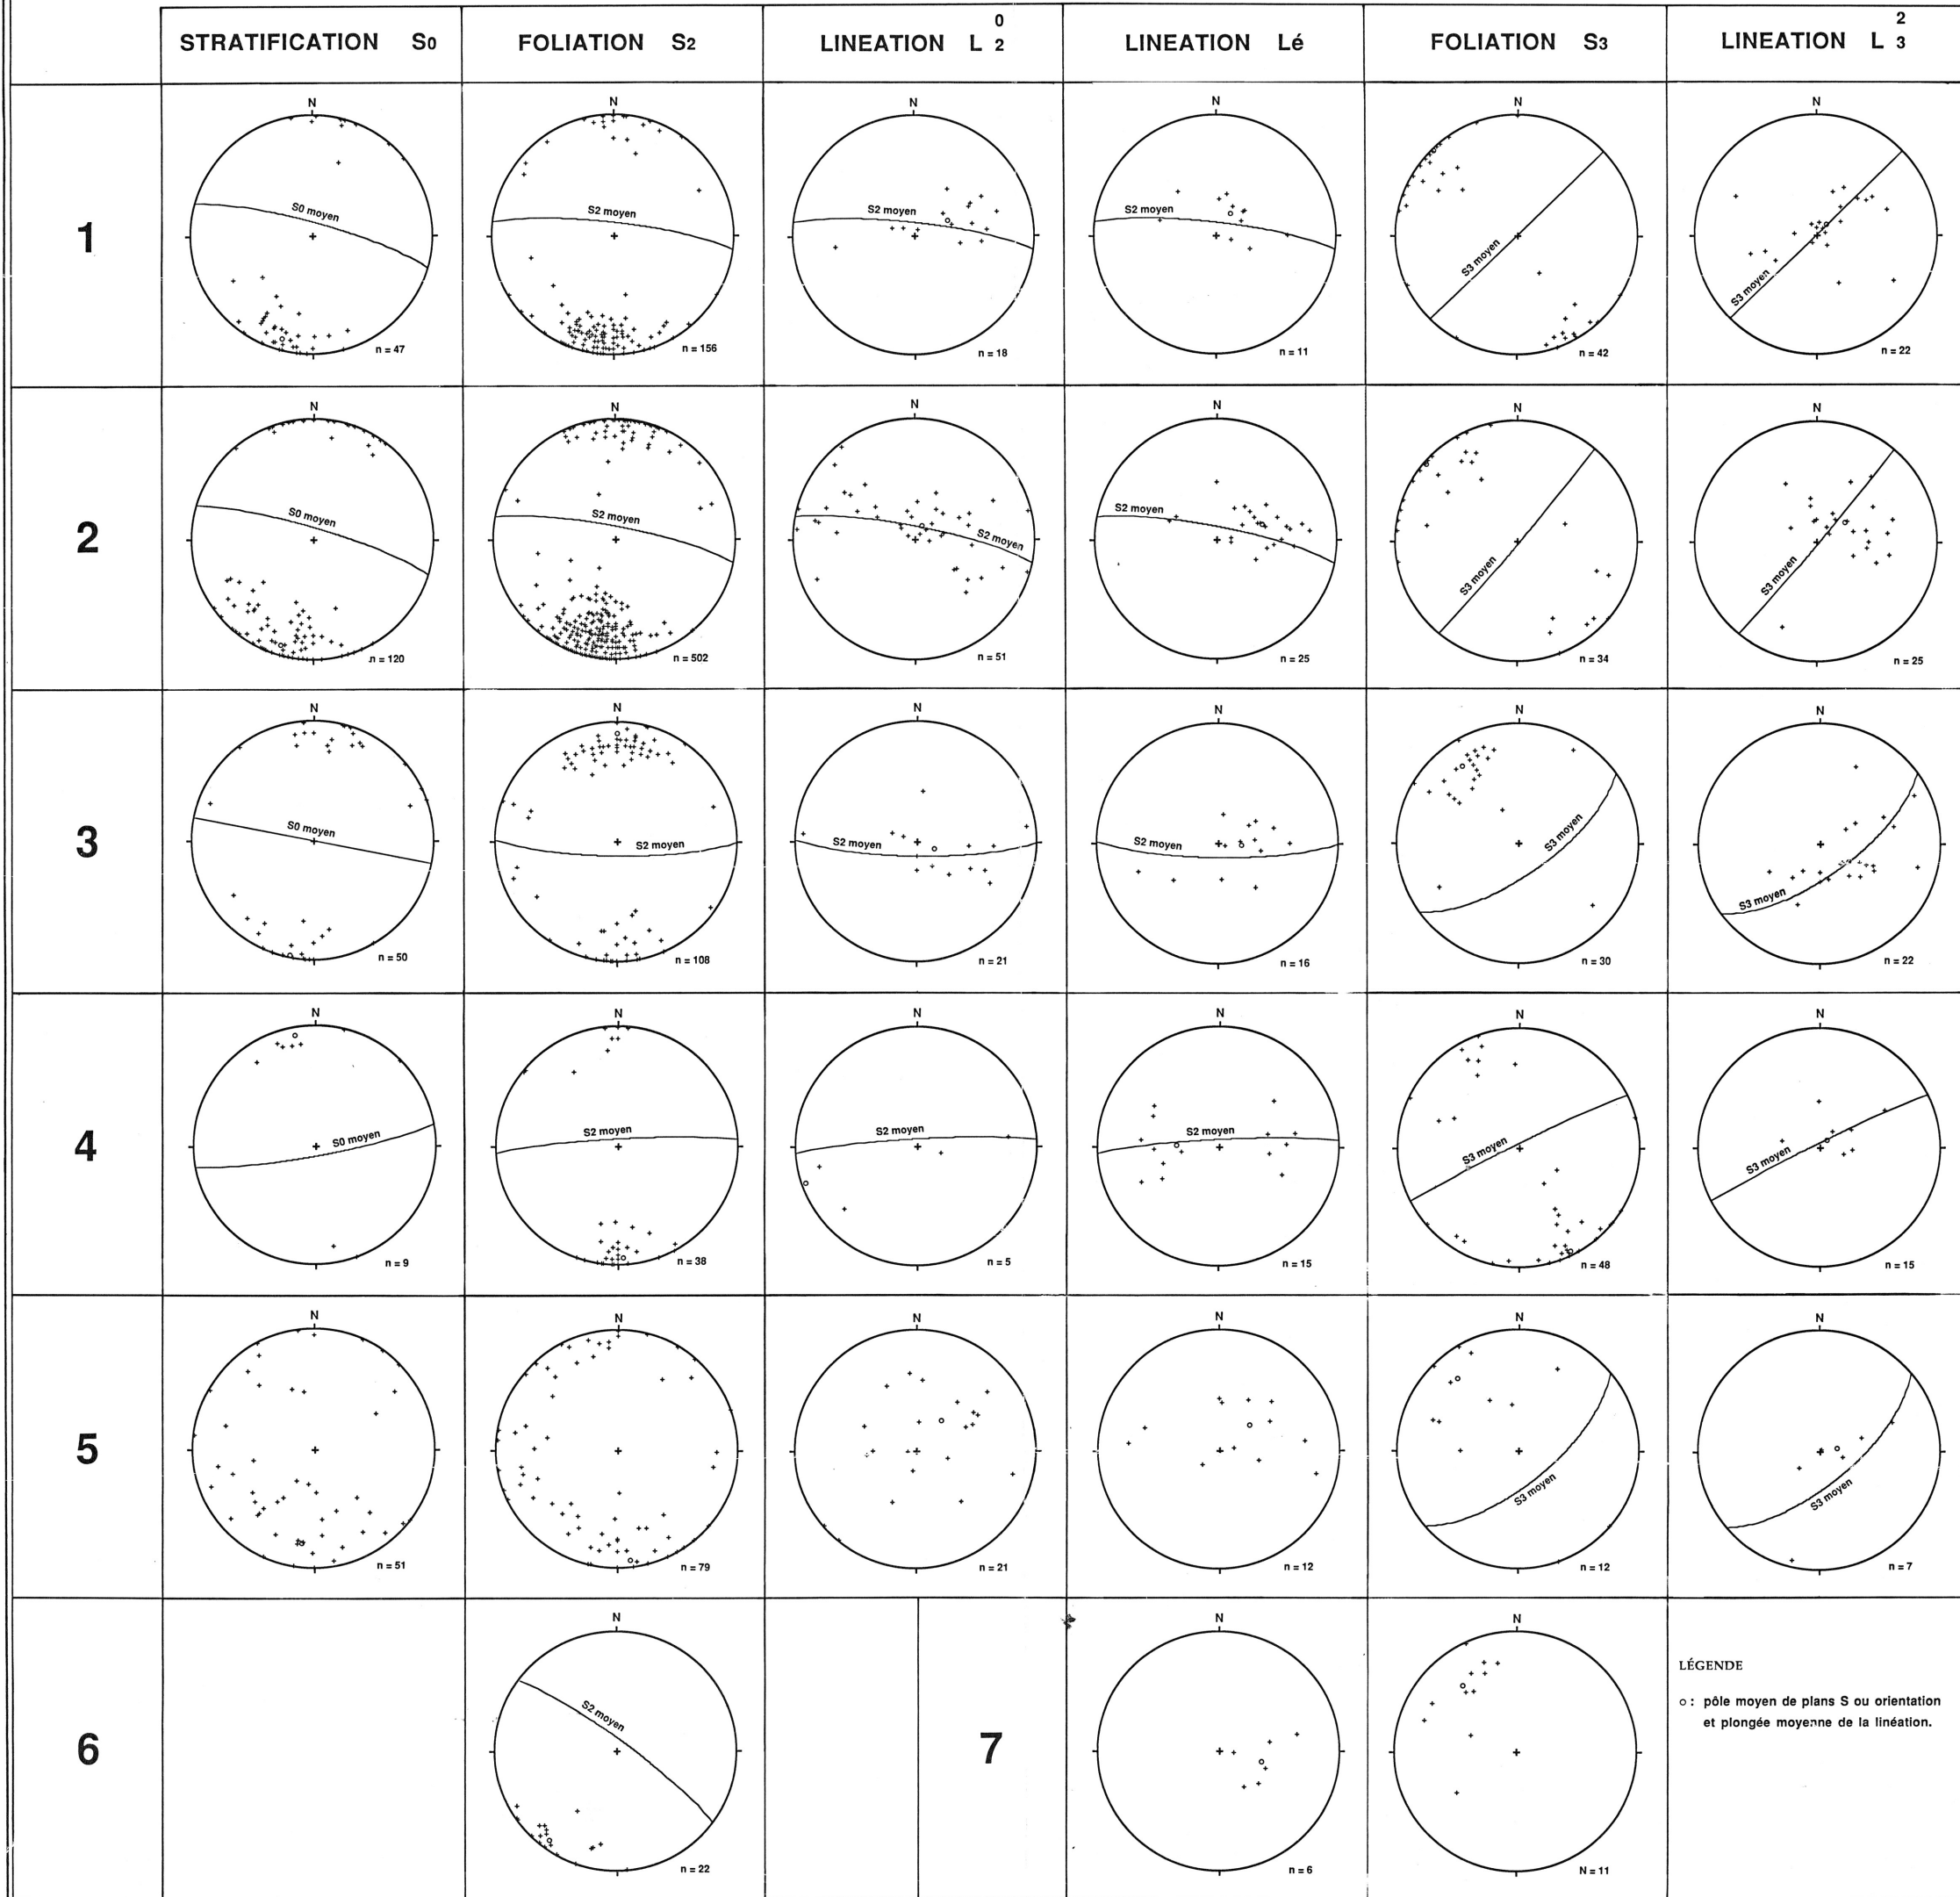 STRATIFICATION S0
FOLIATION S2
LINEATION L 0 2
LINEATION Lé
FOLIATION S3
LINEATION L 2 3
1
N
S0 moyen
n = 47
N
S2 moyen
n = 156
N
S2 moyen
n = 18
N
S2 moyen
n = 11
N
S3 moyen
n = 42
N
S3 moyen
n = 22
2
N
S0 moyen
n = 120
N
S2 moyen
n = 502
N
S2 moyen
n = 51
N
S2 moyen
n = 25
N
S3 moyen
n = 34
N
S3 moyen
n = 25
3
N
S0 moyen
n = 50
N
S2 moyen
n = 108
N
S2 moyen
n = 21
N
S2 moyen
n = 16
N
S3 moyen
n = 30
N
S3 moyen
n = 22
4
N
S0 moyen
n = 9
N
S2 moyen
n = 38
N
S2 moyen
n = 5
N
S2 moyen
n = 15
N
S3 moyen
n = 48
N
S3 moyen
n = 15
5
N
n = 51
N
n = 79
N
n = 21
N
n = 12
N
S3 moyen
n = 12
N
S3 moyen
n = 7
6
N
S2 moyen
n = 22
7
N
n = 6
N
N = 11
LÉGENDE
o : pôle moyen de plans S ou orientation
et plongée moyenne de la linéation.